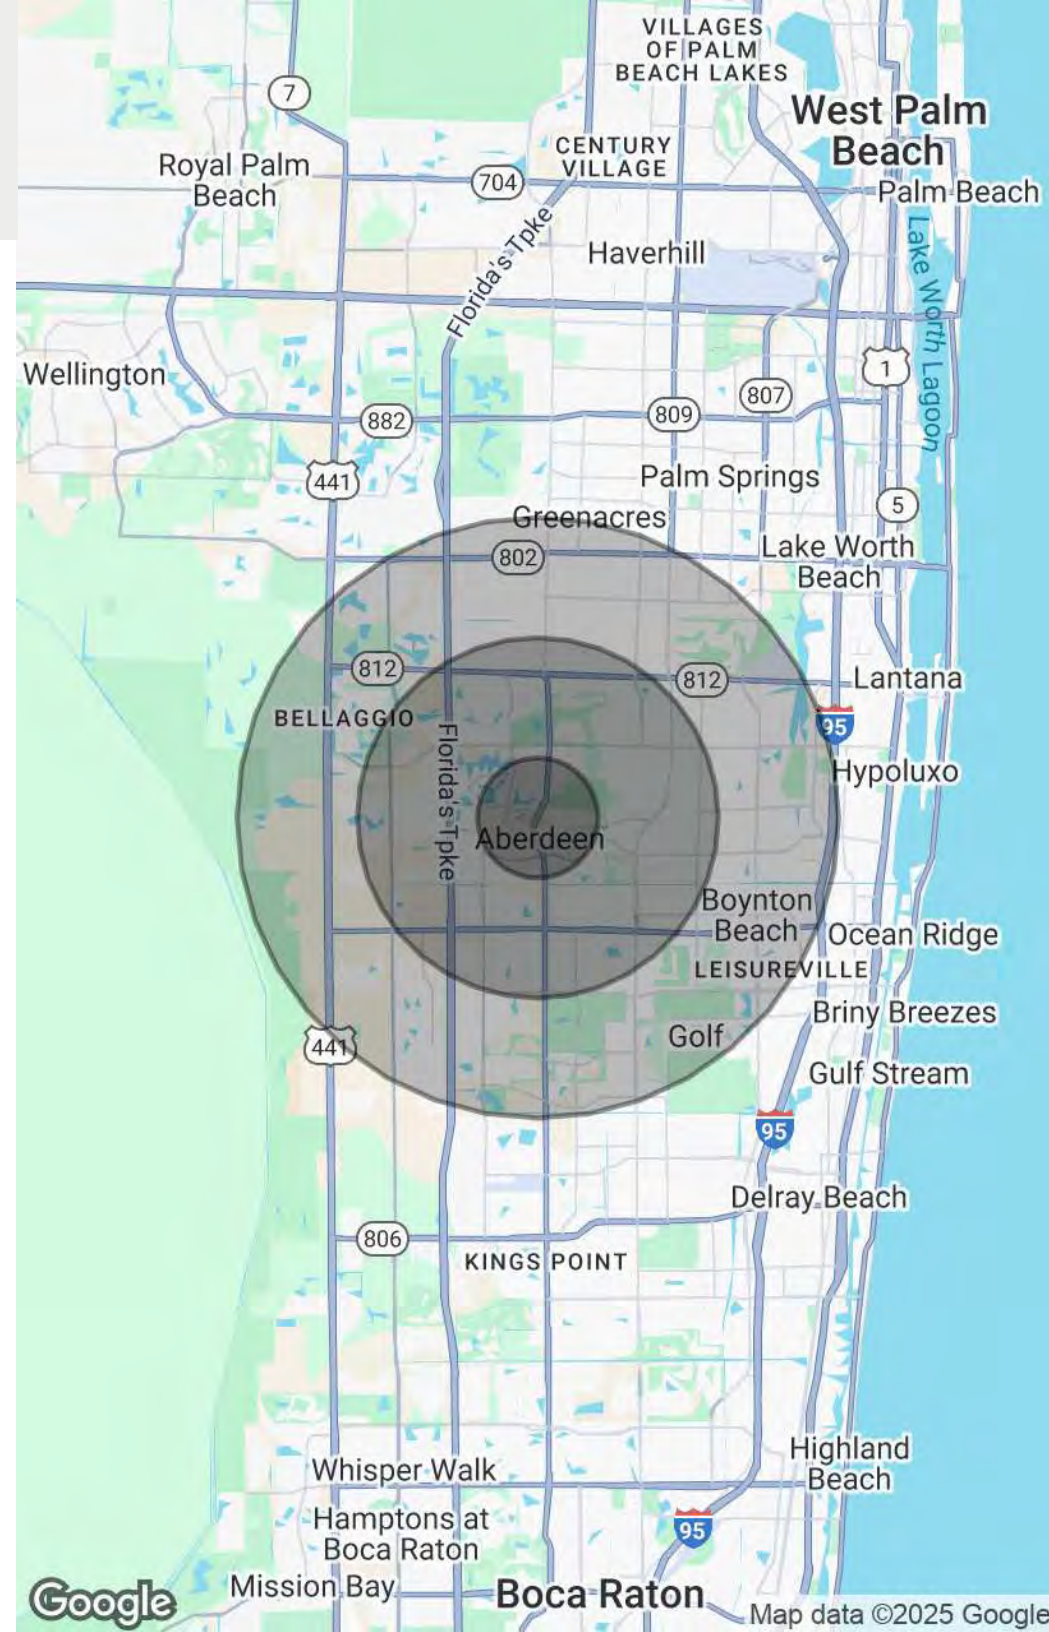 VILLAGES
OF PALM
BEACH LAKES
7
West Palm
Beach
CENTURY
VILLAGE
Royal Palm
Beach
704
Palm Beach
Florida's Tpke
Haverhill
Lake Worth Lagoon
Wellington
1
807
882
809
441
Palm Springs
5
Greenacres
802
Lake Worth
Beach
812
812
Lantana
BELLAGGIO
95
Florida's Tpke
Hypoluxo
Aberdeen
Boynton
Beach
Ocean Ridge
LEISUREVILLE
Briny Breezes
Golf
441
Gulf Stream
95
Delray Beach
806
KINGS POINT
Highland
Beach
Whisper Walk
Hamptons at
Boca Raton
95
Mission Bay
Boca Raton
Google
Map data ©2025 Google